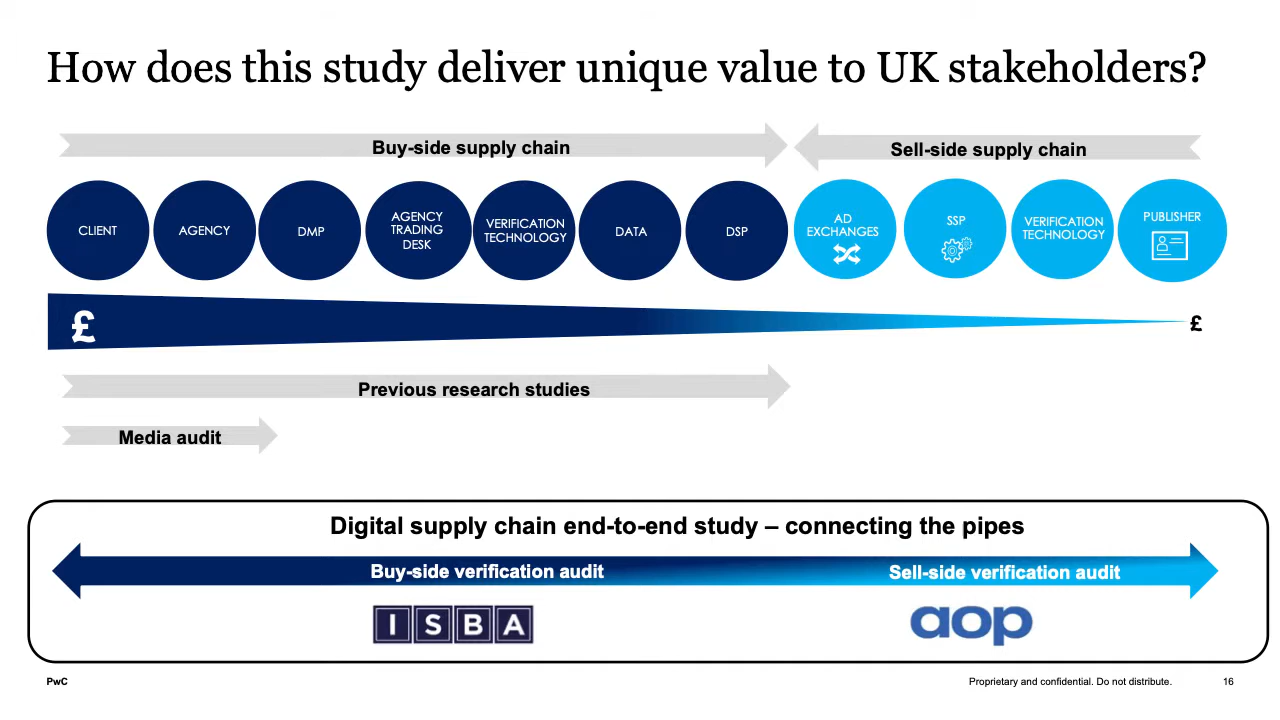 How does this study deliver unique value to UK stakeholders?
Buy-side supply chain
Sell-side supply chain
CLIENT
AGENCY
DMP
AGENCY
TRADING
DESK
VERIFICATION
TECHNOLOGY
DATA
DSP
AD
EXCHANGES
SSP
VERIFICATION
TECHNOLOGY
PUBLISHER
£
£
Previous research studies
Media audit
Digital supply chain end-to-end study – connecting the pipes
Buy-side verification audit
Sell-side verification audit
ISBA
aop
PwC
Proprietary and confidential. Do not distribute.
16